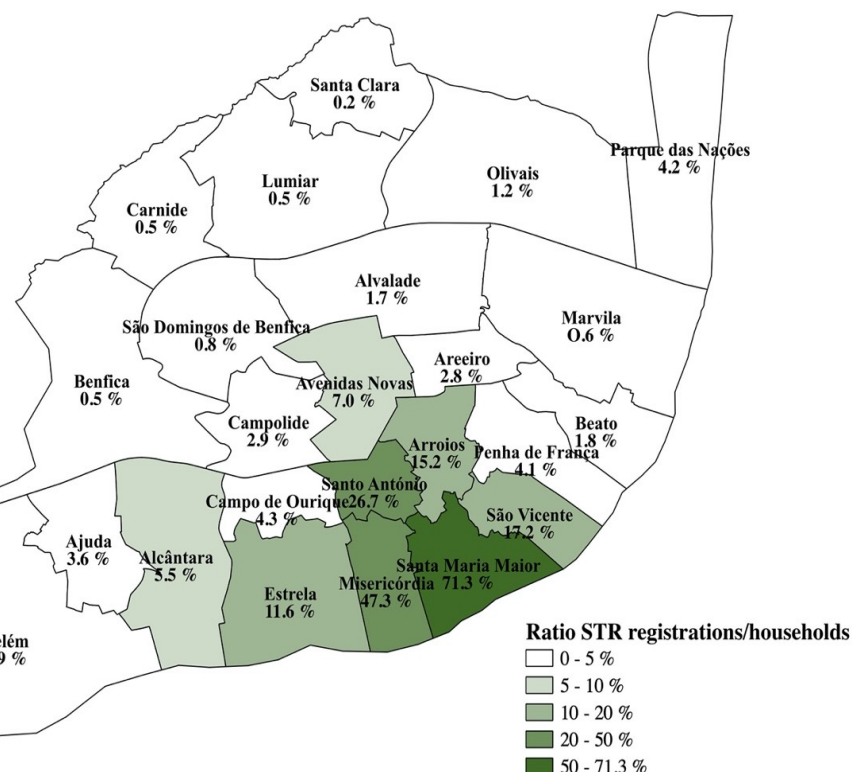 Santa Clara
0.2 %
Parque das Nações
4.2 %
Olivais
1.2 %
Lumiar
0.5 %
Carnide
0.5 %
Alvalade
1.7 %
Marvila
O.6 %
São Domingos de Benfica
0.8 %
Areeiro
2.8 %
Benfica
0.5 %
Avenidas Novas
7.0 %
Campolide
2.9 %
Beato
1.8 %
Arroios
15.2 %
Penha de França
4.1 %
Santo António
26.7 %
Campo de Ourique
4.3 %
São Vicente
17.2 %
Ajuda
3.6 %
Alcântara
5.5 %
Santa Maria Maior
71.3 %
Misericórdia
47.3 %
Estrela
11.6 %
elém
9 %
Ratio STR registrations/households
0 - 5 %
5 - 10 %
10 - 20 %
20 - 50 %
50 - 71.3 %